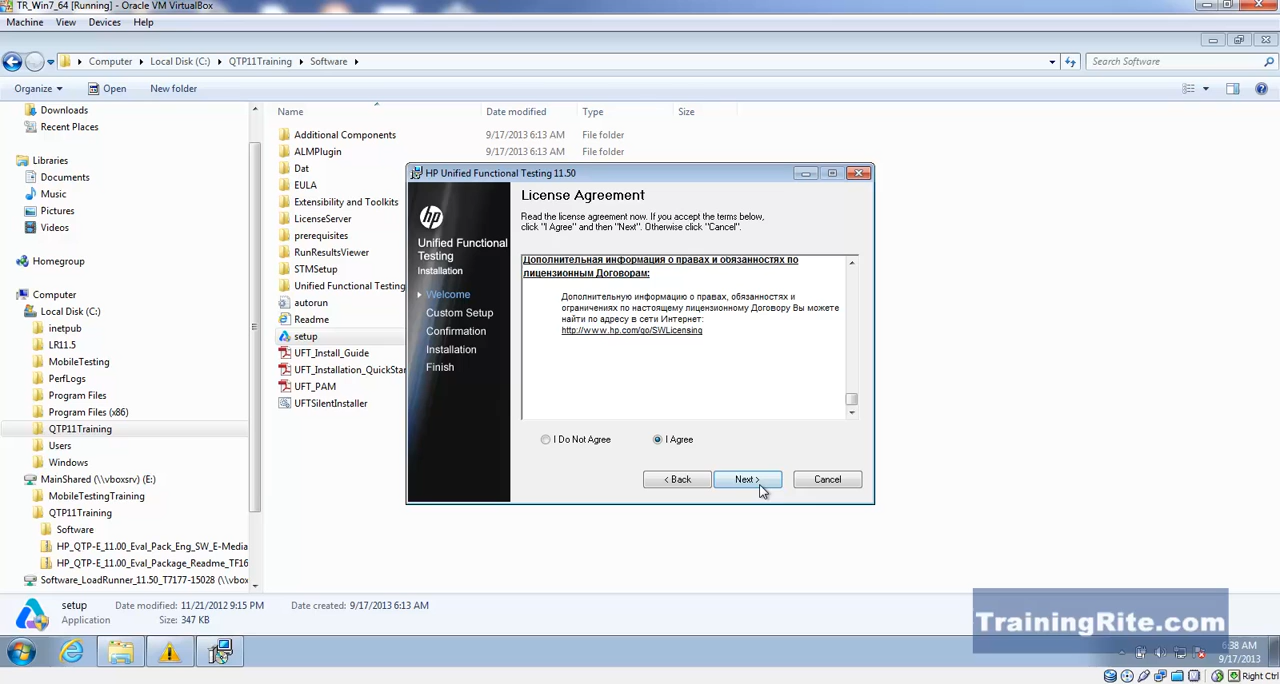 TR_Win7_64 [Running] - Oracle VM VirtualBox
Machine View Devices Help
Computer Local Disk (C:) QTP11Training Software
Search Software
Organize Open New folder
Name Date modified Type Size
Downloads
Recent Places
Libraries
Documents
Music
Pictures
Videos
Homegroup
Computer
Local Disk (C:)
inetpub
LR11.5
MobileTesting
PerfLogs
Program Files
Program Files (x86)
QTP11Training
Users
Windows
MainShared (\\vboxsrv) (E:)
MobileTestingTraining
QTP11Training
Software
HP_QTP-E_11.00_Eval_Pack_Eng_SW_E-Media
HP_QTP-E_11.00_Eval_Package_Readme_TF16
Software_LoadRunner_11.50_T7177-15028 (\\vbox
Additional Components 9/17/2013 6:13 AM File folder
ALMPlugin 9/17/2013 6:13 AM File folder
Dat
EULA
Extensibility and Toolkits
LicenseServer
prerequisites
RunResultsViewer
STMSetup
Unified Functional Testing
autorun
Readme
setup
UFT_Install_Guide
UFT_Installation_QuickStar
UFT_PAM
UFTSilentInstaller
HP Unified Functional Testing 11.50
hp
Unified Functional
Testing
Installation
Welcome
Custom Setup
Confirmation
Installation
Finish
License Agreement
Read the license agreement now. If you accept the terms below,
click "I Agree" and then "Next". Otherwise click "Cancel".
Дополнительная информация о правах и обязанностях по
лицензионным Договорам:
Дополнительную информацию о правах, обязанностях и
ограничениях по настоящему лицензионному Договору Вы можете
найти по адресу в сети Интернет:
http://www.hp.com/go/SWLicensing
I Do Not Agree I Agree
< Back Next > Cancel
setup Date modified: 11/21/2012 9:15 PM Date created: 9/17/2013 6:13 AM
Application Size: 347 KB
TrainingRite.com
6:38 AM
9/17/2013
Right Ctrl